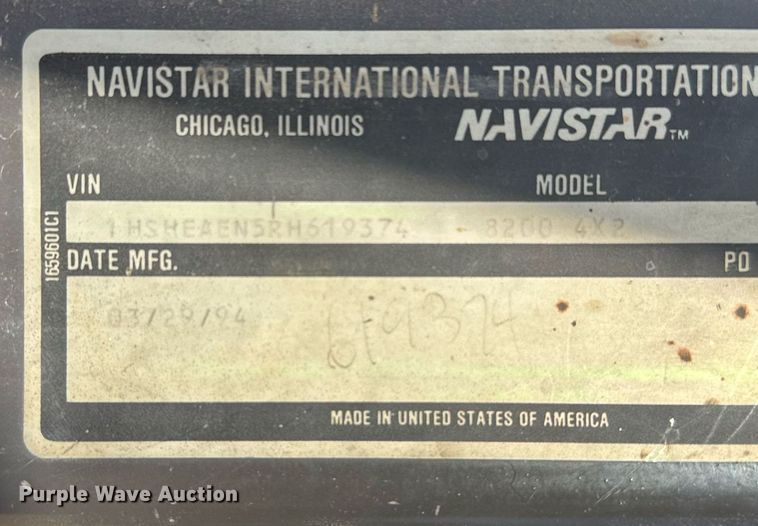 NAVISTAR INTERNATIONAL TRANSPORTATION
CHICAGO, ILLINOIS NAVISTAR™
VIN MODEL
1HSHEAEN5RH619374 8200 4X2
1659601C1
DATE MFG. PO
03/29/94
619374
MADE IN UNITED STATES OF AMERICA
Purple Wave Auction